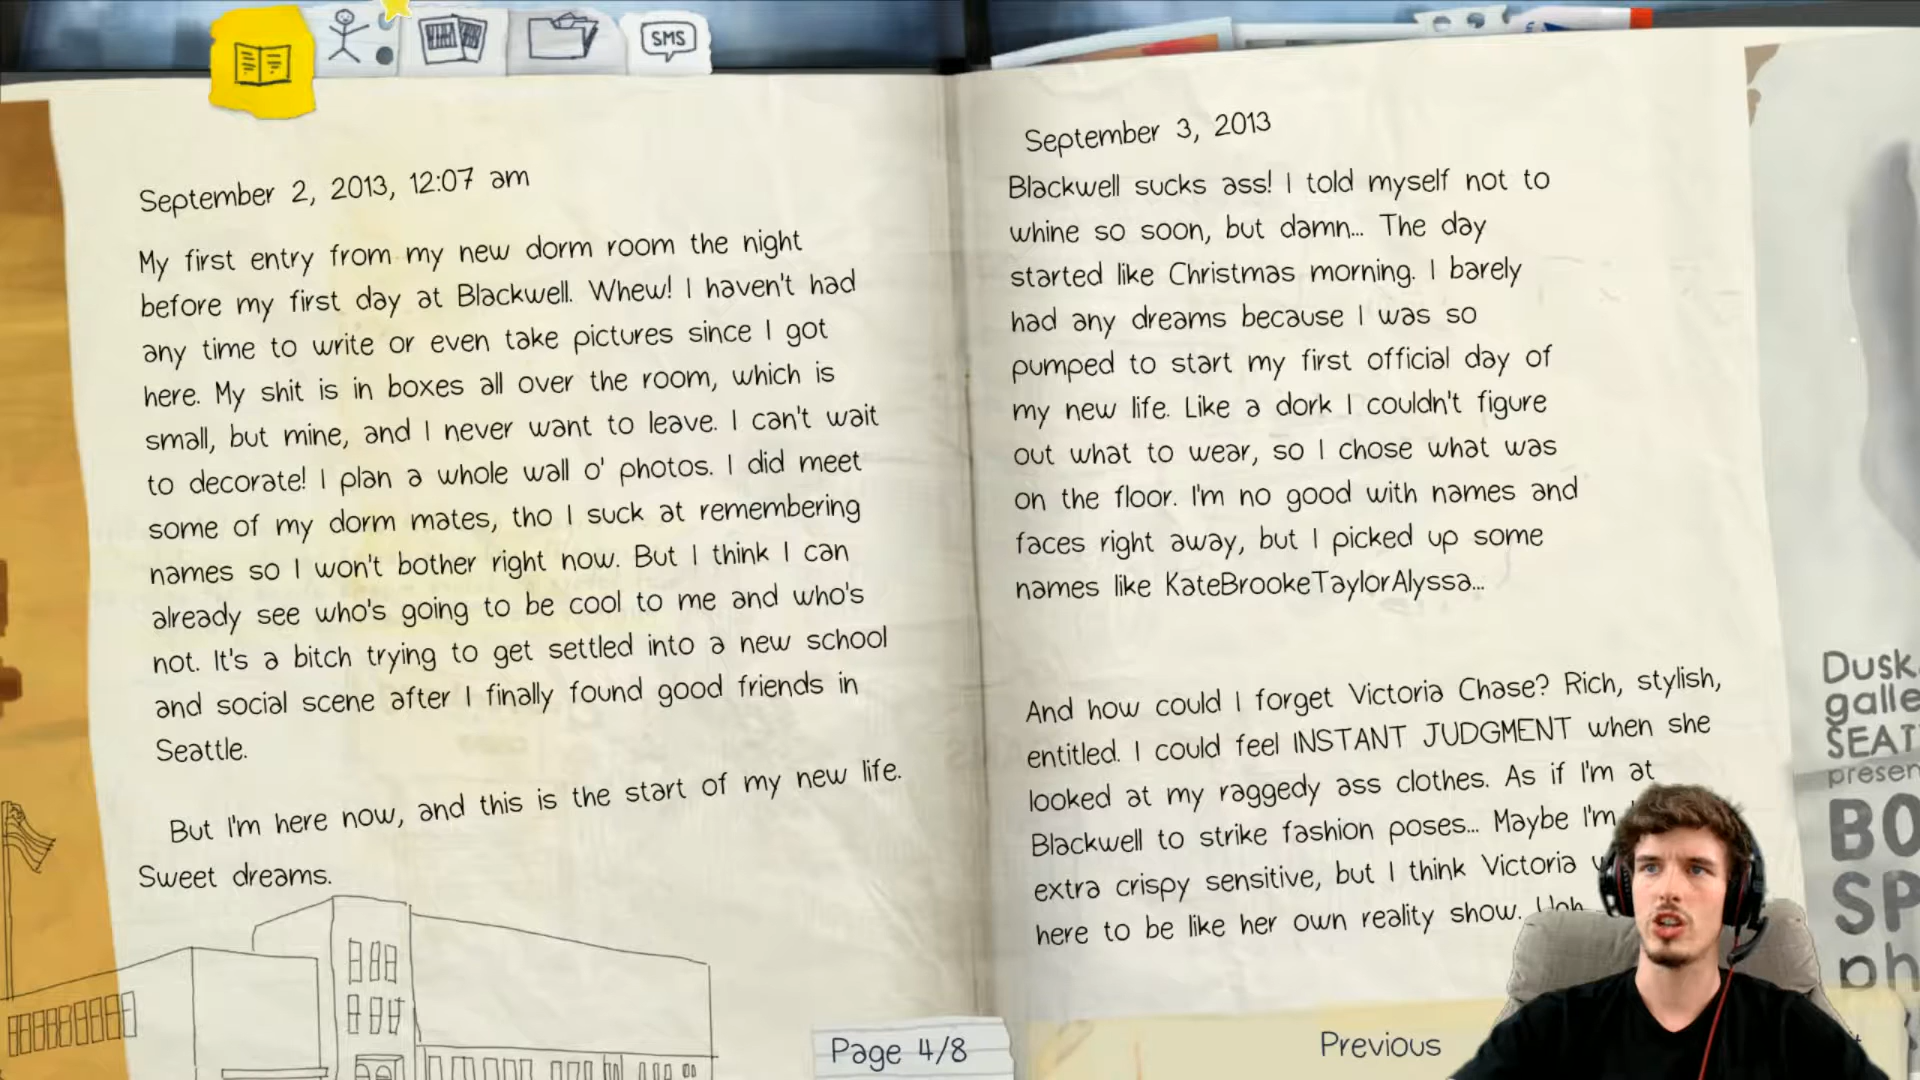 SMS
September 2, 2013, 12:07 am
My first entry from my new dorm room the night
before my first day at Blackwell. Whew! I haven't had
any time to write or even take pictures since I got
here. My shit is in boxes all over the room, which is
small, but mine, and I never want to leave. I can't wait
to decorate! I plan a whole wall o' photos. I did meet
some of my dorm mates, tho I suck at remembering
names so I won't bother right now. But I think I can
already see who's going to be cool to me and who's
not. It's a bitch trying to get settled into a new school
and social scene after I finally found good friends in
Seattle.
But I'm here now, and this is the start of my new life.
Sweet dreams.
September 3, 2013
Blackwell sucks ass! I told myself not to
whine so soon, but damn... The day
started like Christmas morning. I barely
had any dreams because I was so
pumped to start my first official day of
my new life. Like a dork I couldn't figure
out what to wear, so I chose what was
on the floor. I'm no good with names and
faces right away, but I picked up some
names like KateBrookeTaylorAlyssa...
And how could I forget Victoria Chase? Rich, stylish,
entitled. I could feel INSTANT JUDGMENT when she
looked at my raggedy ass clothes. As if I'm at
Blackwell to strike fashion poses... Maybe I'm
extra crispy sensitive, but I think Victoria
here to be like her own reality show.
Page 4/8
Previous
Dusk
galle
SEAT
presen
BO
SP
ph